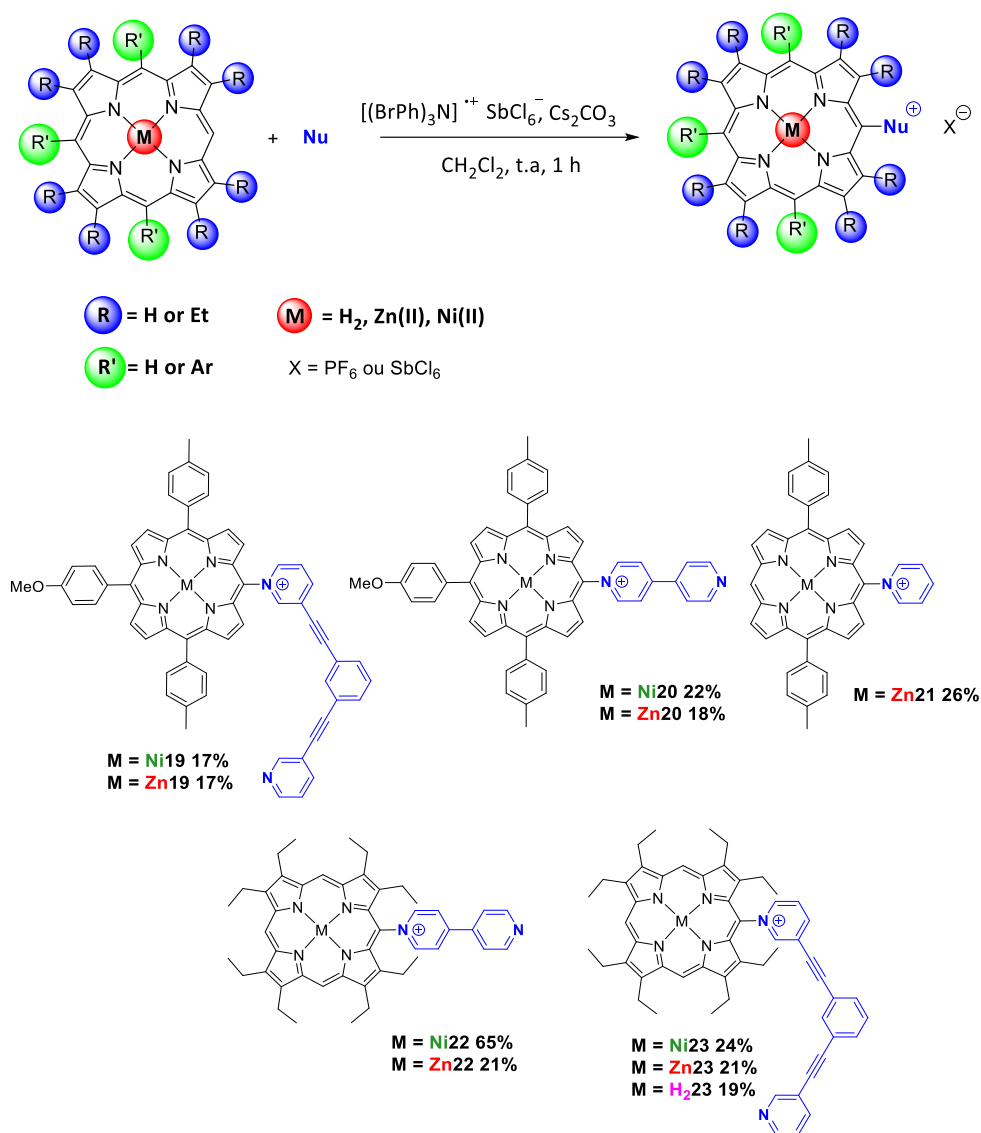 [(BrPh)₃N]•⁺ SbCl₆⁻, Cs₂CO₃
CH₂Cl₂, t.a, 1 h
R R R R R R R R
R' R' R'
N N N N
M
+ Nu
R R R R R R R R
R' R' R'
N N N N
M
Nu⊕ X⊖
R = H or Et
M = H₂, Zn(II), Ni(II)
R' = H or Ar
X = PF₆ ou SbCl₆
MeO
N N N N
M
N
+
N
M = Ni19 17%
M = Zn19 17%
MeO
N N N N
M
N
+
N
M = Ni20 22%
M = Zn20 18%
N N N N
M
N
+
M = Zn21 26%
N N N N
M
N
+
N
M = Ni22 65%
M = Zn22 21%
N N N N
M
N
+
N
M = Ni23 24%
M = Zn23 21%
M = H₂23 19%